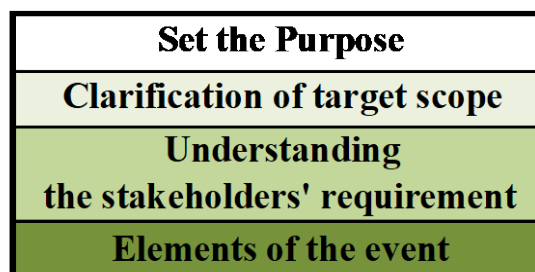 Set the Purpose
Clarification of target scope
Understanding
the stakeholders' requirement
Elements of the event